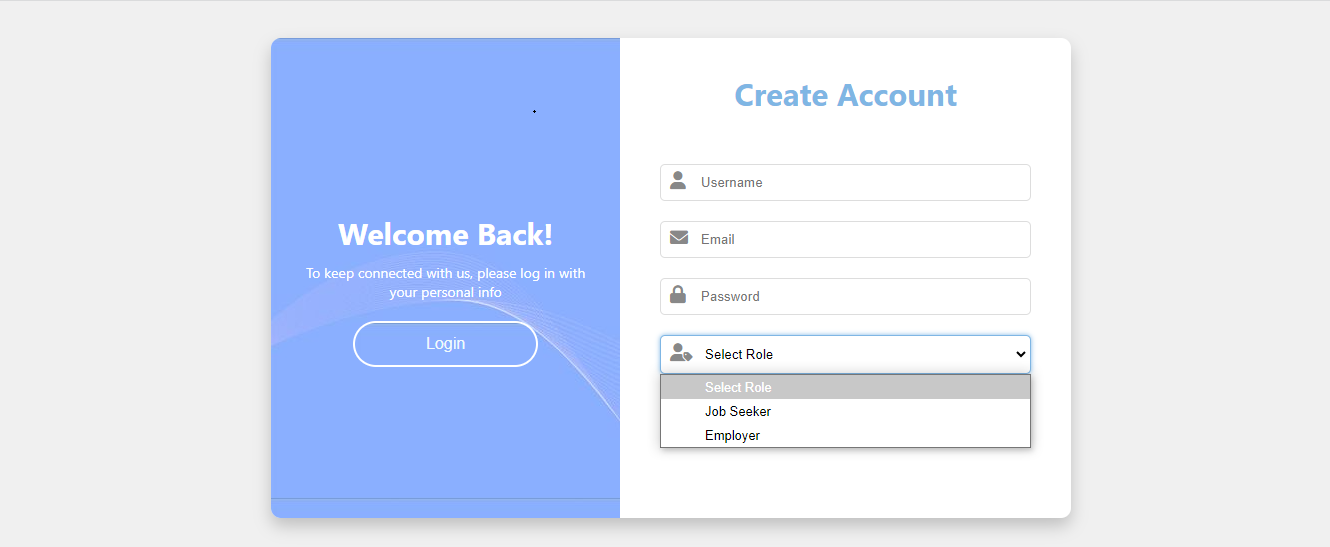 Welcome Back!
To keep connected with us, please log in with
your personal info
Login
Create Account
Username
Email
Password
Select Role
Select Role
Job Seeker
Employer